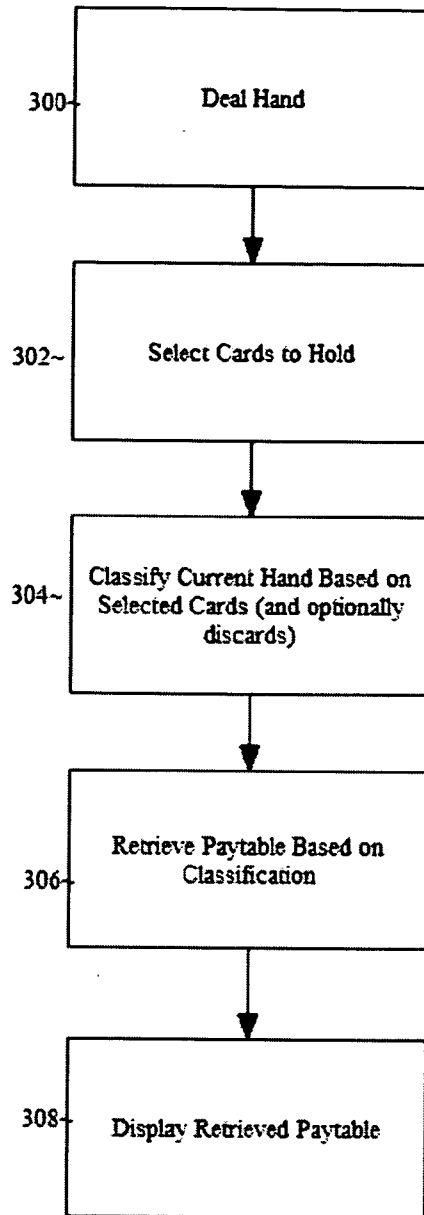 300~
Deal Hand
302~
Select Cards to Hold
304~
Classify Current Hand Based on
Selected Cards (and optionally
discards)
306~
Retrieve Paytable Based on
Classification
308~
Display Retrieved Paytable